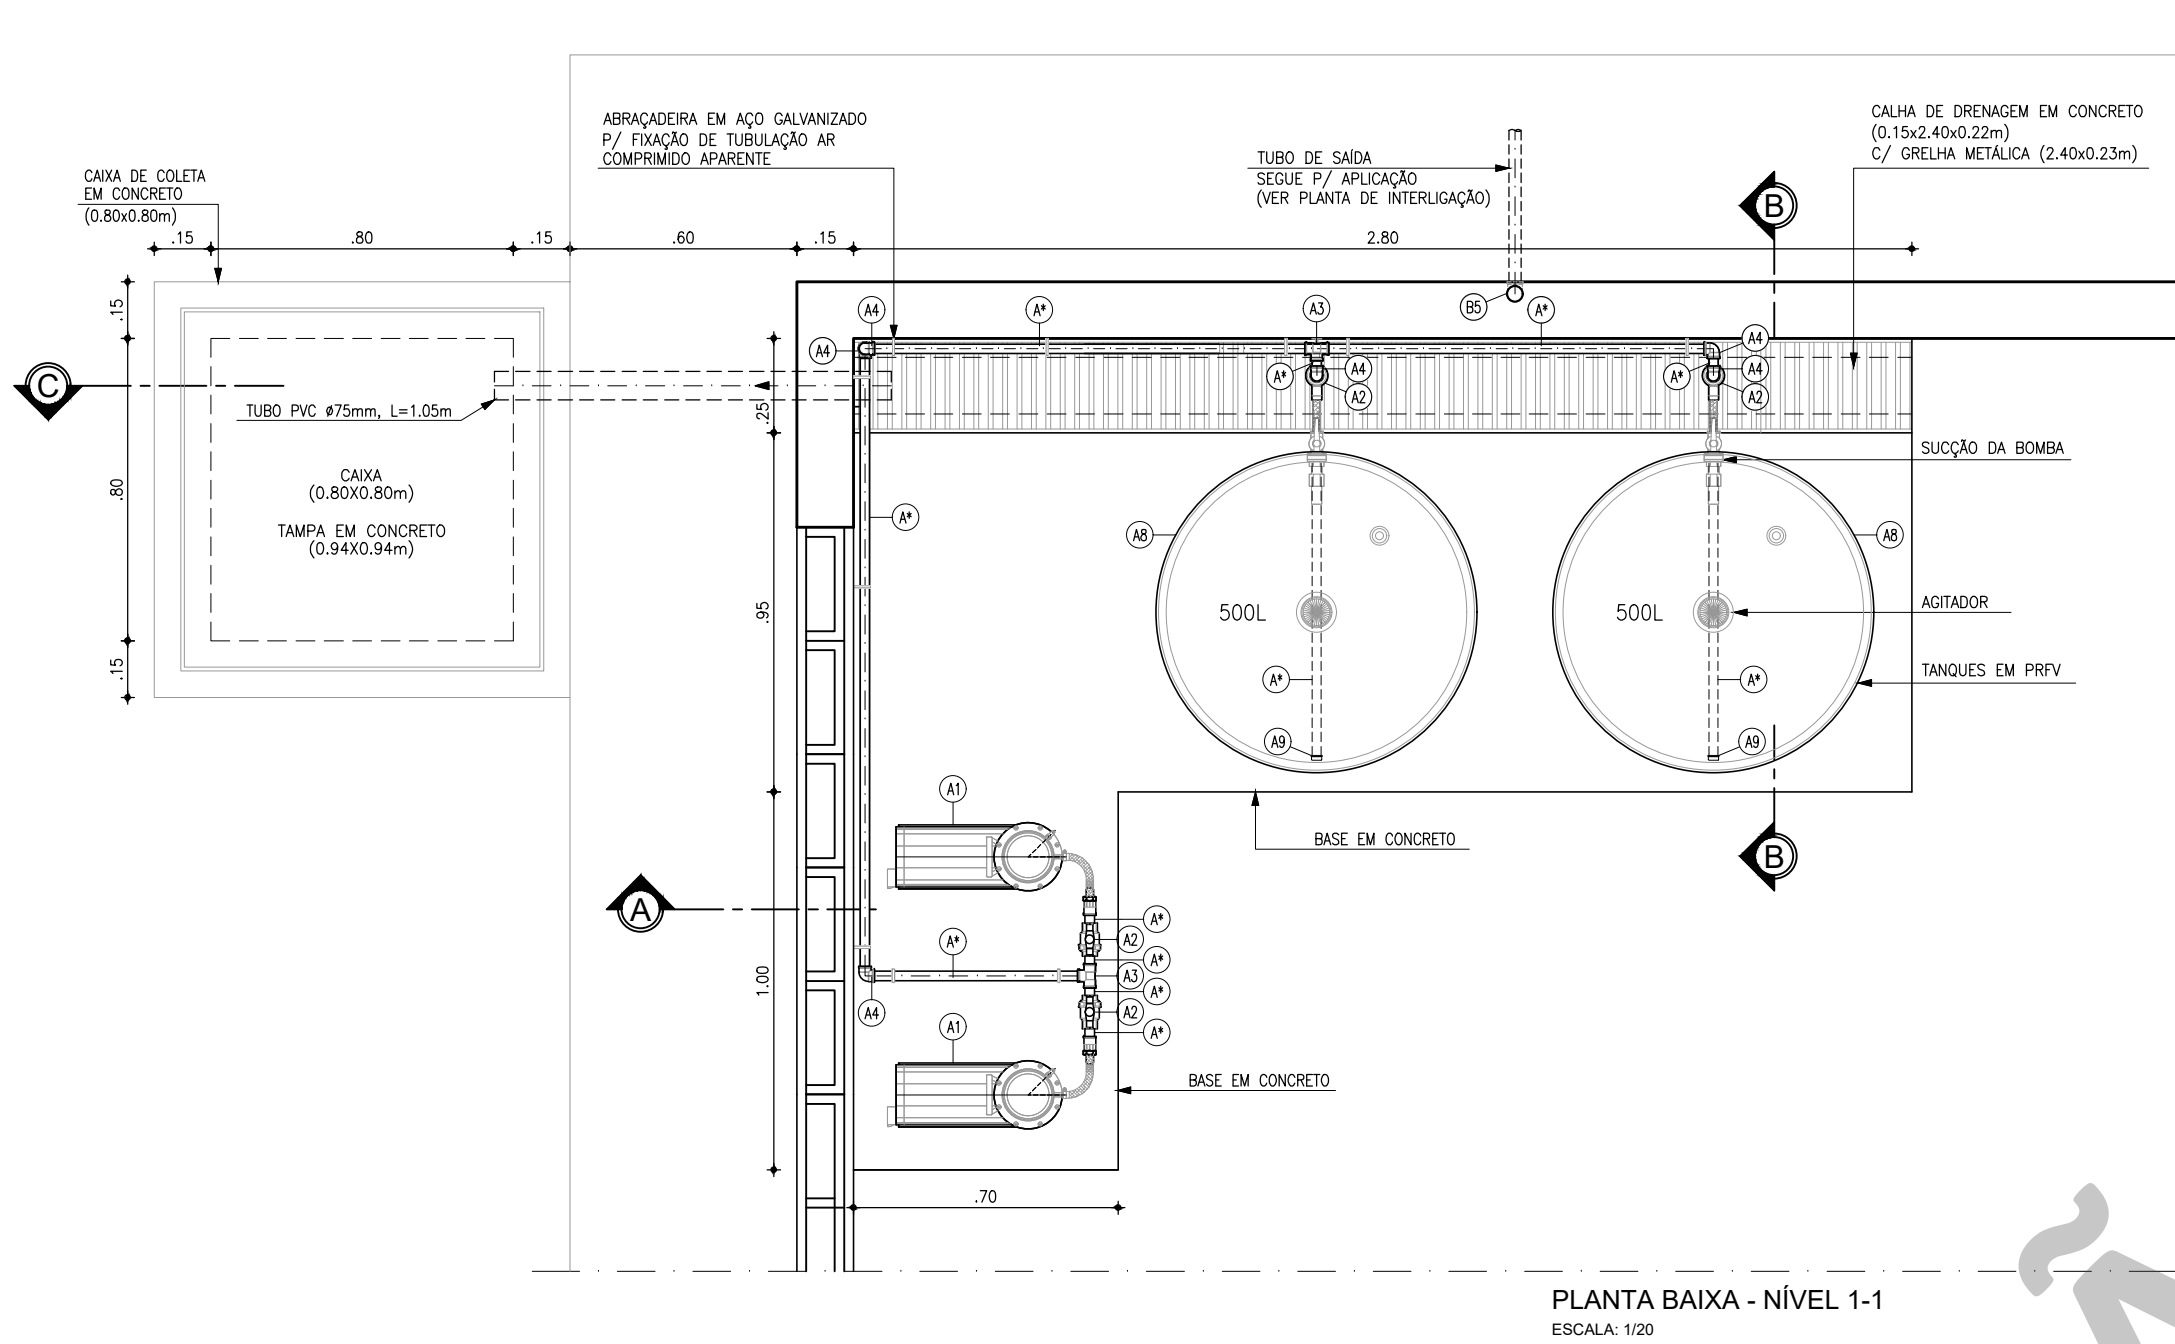 ABRAÇADEIRA EM AÇO GALVANIZADO
P/ FIXAÇÃO DE TUBULAÇÃO AR
COMPRIMIDO APARENTE
CALHA DE DRENAGEM EM CONCRETO
(0.15x2.40x0.22m)
C/ GRELHA METÁLICA (2.40x0.23m)
TUBO DE SAÍDA
SEGUE P/ APLICAÇÃO
(VER PLANTA DE INTERLIGAÇÃO)
CAIXA DE COLETA
EM CONCRETO
(0.80x0.80m)
B
.15
.80
.15
.60
.15
2.80
.15
A4
A*
A3
B5
A*
A4
A4
A*
A4
A*
A4
A2
A2
C
TUBO PVC ø75mm, L=1.05m
.25
SUCÇÃO DA BOMBA
CAIXA
(0.80X0.80m)
.80
TAMPA EM CONCRETO
(0.94X0.94m)
A*
A8
A8
500L
500L
AGITADOR
.95
.15
A*
A*
TANQUES EM PRFV
A9
A9
A1
BASE EM CONCRETO
B
A
A*
A*
A2
A*
1.00
A3
A*
A4
A2
A1
A*
BASE EM CONCRETO
.70
PLANTA BAIXA - NÍVEL 1-1
ESCALA: 1/20